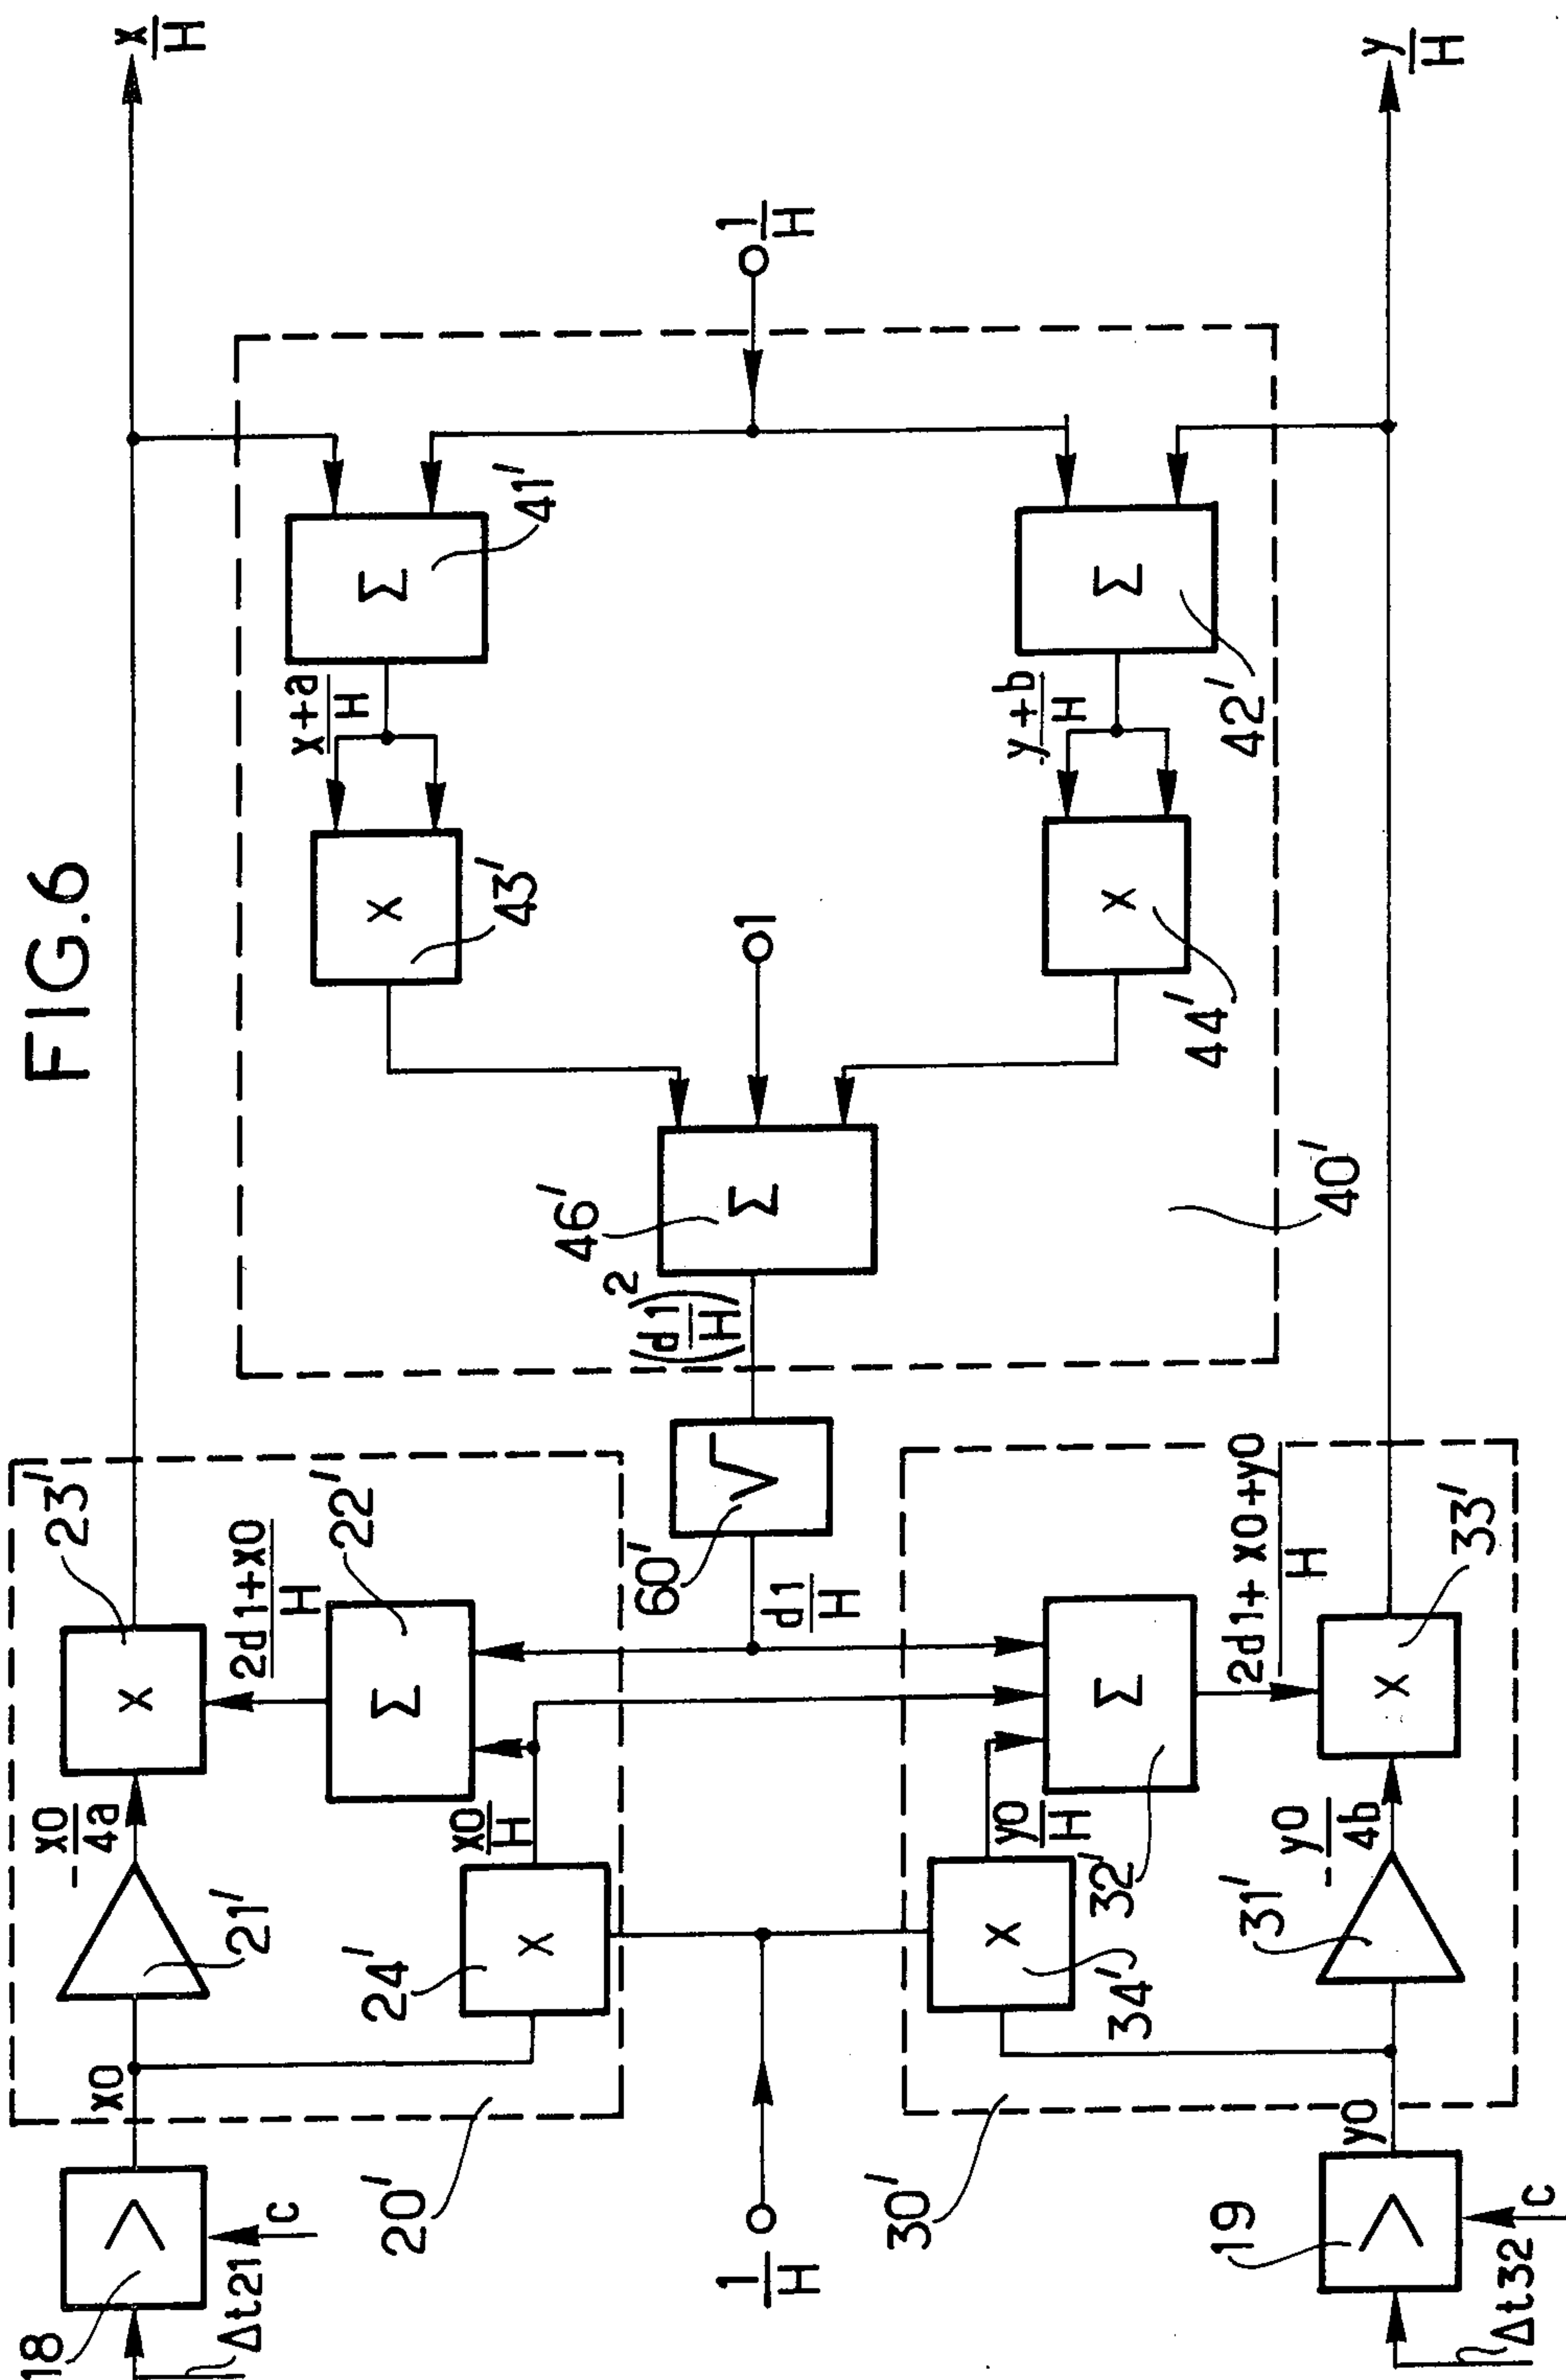 FIG.6
18
Δt21
C
x0
20'
21'
- x0/4a
24'
x0/H
23'
2d1+x0/H
22'
Σ
X
X
x/H
1/H
60'
√
d1/H
(d1/H)²
46'
Σ
1
43'
X
x+a/H
41'
Σ
1/H
44'
X
y+b/H
42'
Σ
40'
30'
34'
X
y0/H
32'
Σ
2d1+x0+y0/H
33'
X
31'
- y0/4b
19
Δt32
C
y0
y/H